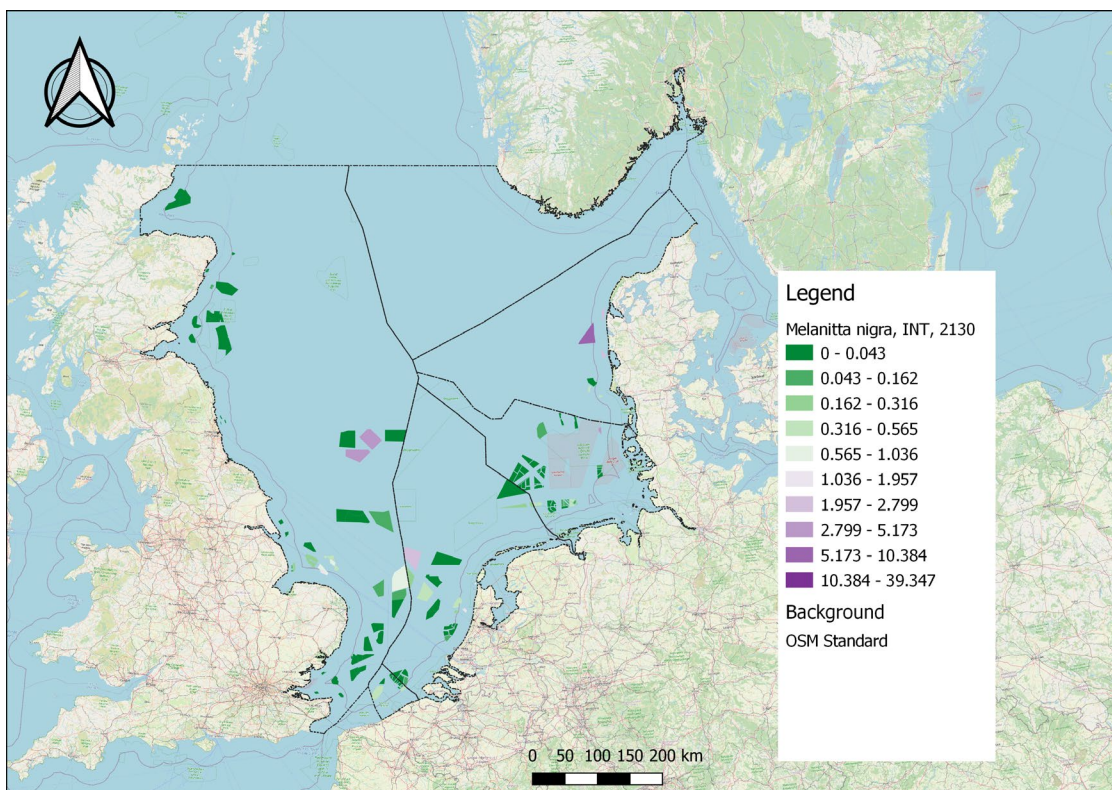 Legend
Melanitta nigra, INT, 2130
0 - 0.043
0.043 - 0.162
0.162 - 0.316
0.316 - 0.565
0.565 - 1.036
1.036 - 1.957
1.957 - 2.799
2.799 - 5.173
5.173 - 10.384
10.384 - 39.347
Background
OSM Standard
0 50 100 150 200 km